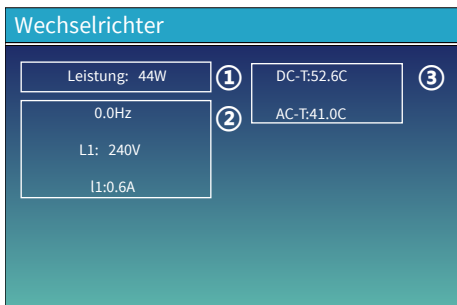 Wechselrichter
Leistung: 44W
①
0.0Hz
L1: 240V
l1:0.6A
②
DC-T:52.6C
AC-T:41.0C
③